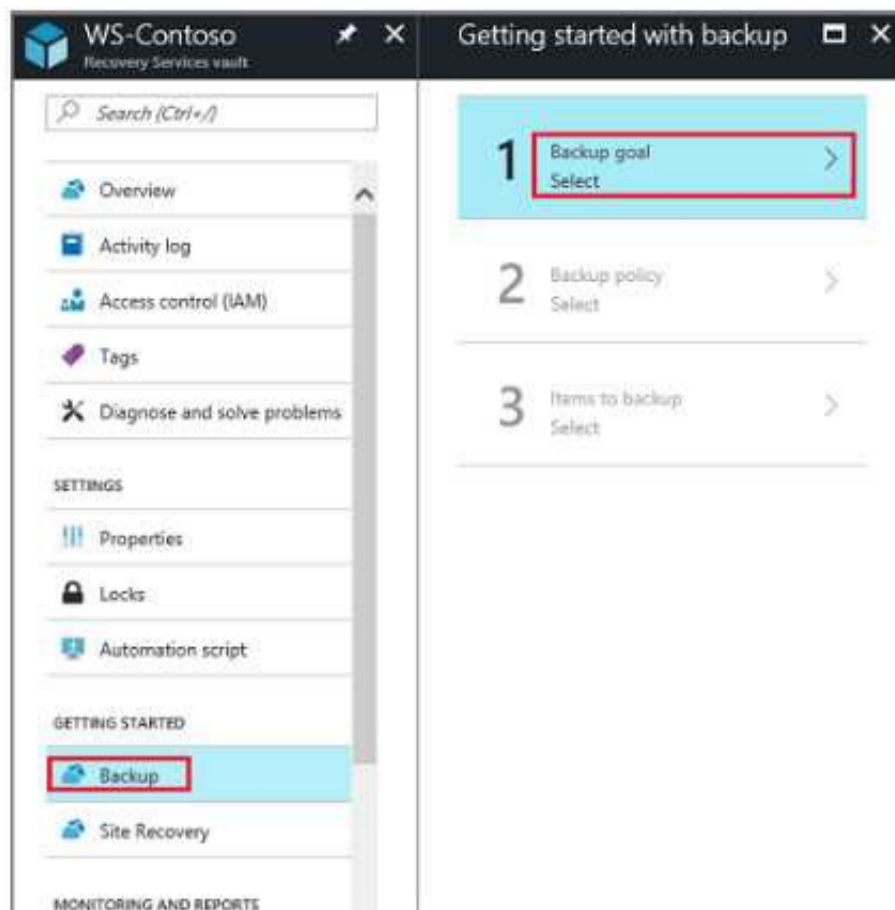 WS-Contoso
Recovery Services vault
Search (Ctrl+/)
Overview
Activity log
Access control (IAM)
Tags
Diagnose and solve problems
SETTINGS
Properties
Locks
Automation script
GETTING STARTED
Backup
Site Recovery
MONITORING AND REPORTS
Getting started with backup
1
Backup goal
Select
2
Backup policy
Select
3
Items to backup
Select